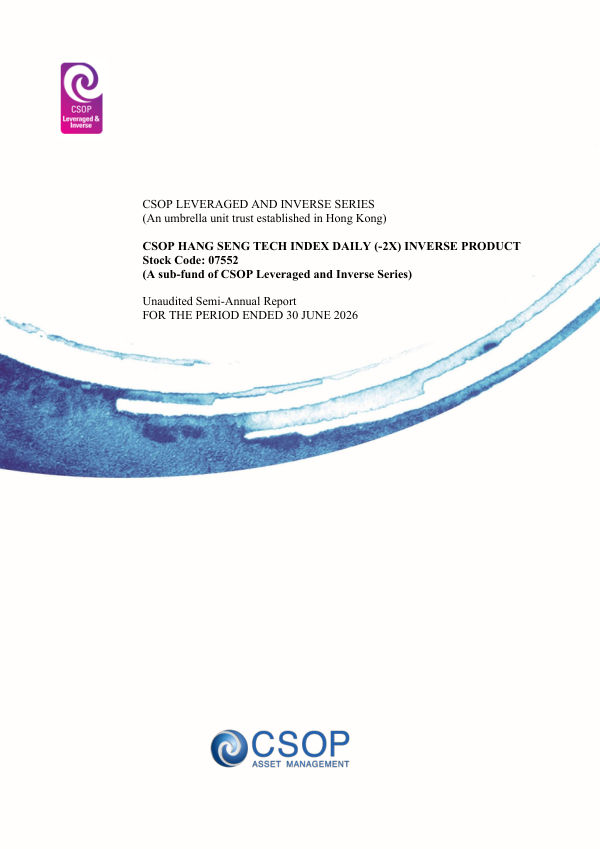 CSOP
Leveraged &
Inverse
CSOP LEVERAGED AND INVERSE SERIES
(An umbrella unit trust established in Hong Kong)
CSOP HANG SENG TECH INDEX DAILY (-2X) INVERSE PRODUCT
Stock Code: 07552
(A sub-fund of CSOP Leveraged and Inverse Series)
Unaudited Semi-Annual Report
FOR THE PERIOD ENDED 30 JUNE 2026
CSOP
ASSET MANAGEMENT